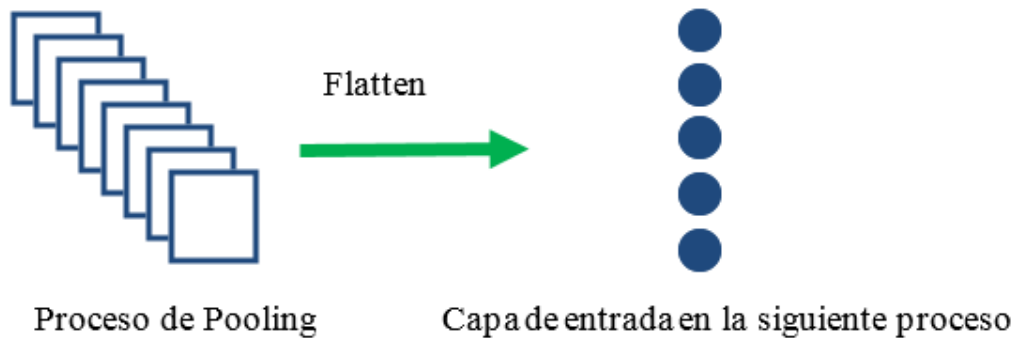 Flatten
Proceso de Pooling
Capa de entrada en la siguiente proceso